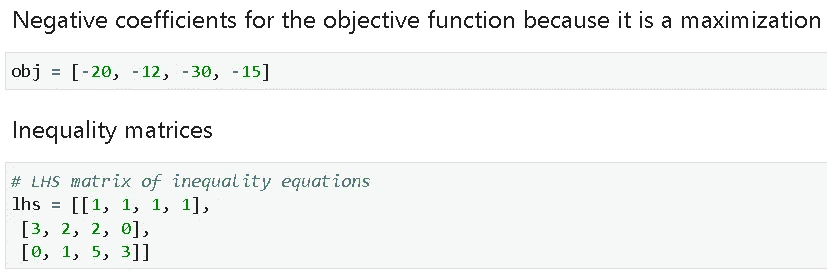 Negative coefficients for the objective function because it is a maximization
obj = [-20, -12, -30, -15]
Inequality matrices
# LHS matrix of inequality equations
lhs = [[1, 1, 1, 1],
[3, 2, 2, 0],
[0, 1, 5, 3]]